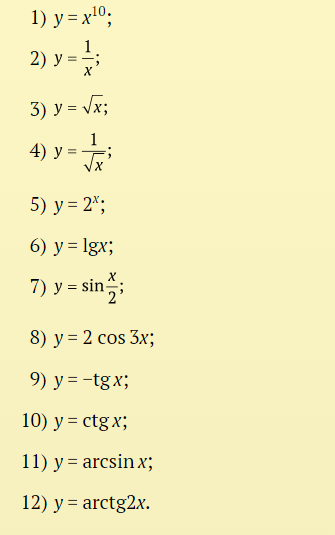 1) y = x¹⁰;
2) y = 1/x;
3) y = √x;
4) y = 1/√x;
5) y = 2ˣ;
6) y = lgx;
7) y = sin x/2;
8) y = 2 cos 3x;
9) y = −tg x;
10) y = ctg x;
11) y = arcsin x;
12) y = arctg2x.